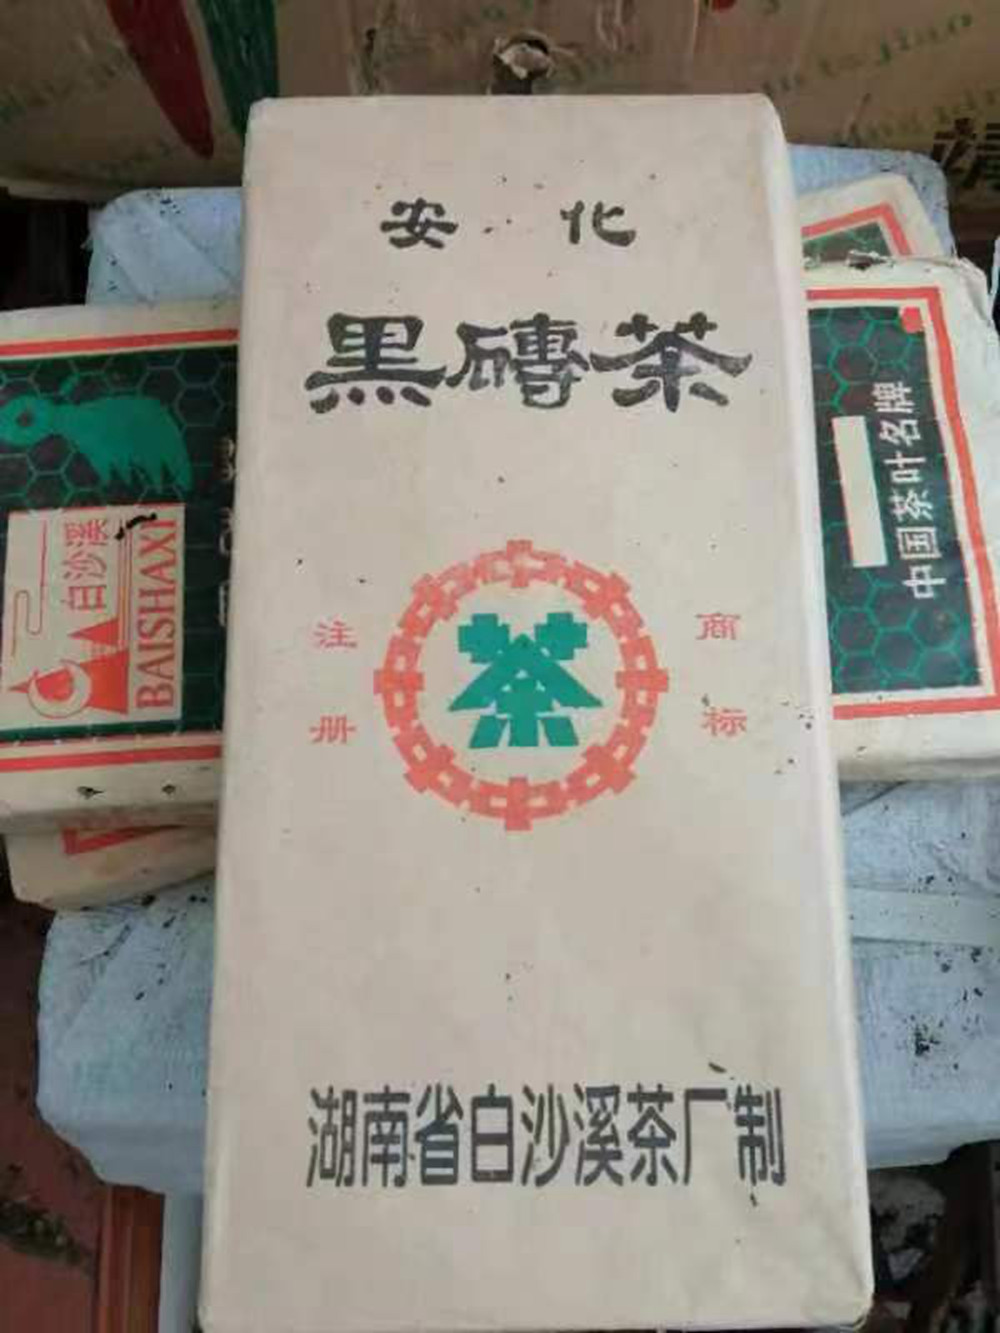 安化
黑磚茶
注 商
茶
册 标
湖南省白沙溪茶厂制
白沙溪
BAISHAXI
中国茶叶名牌